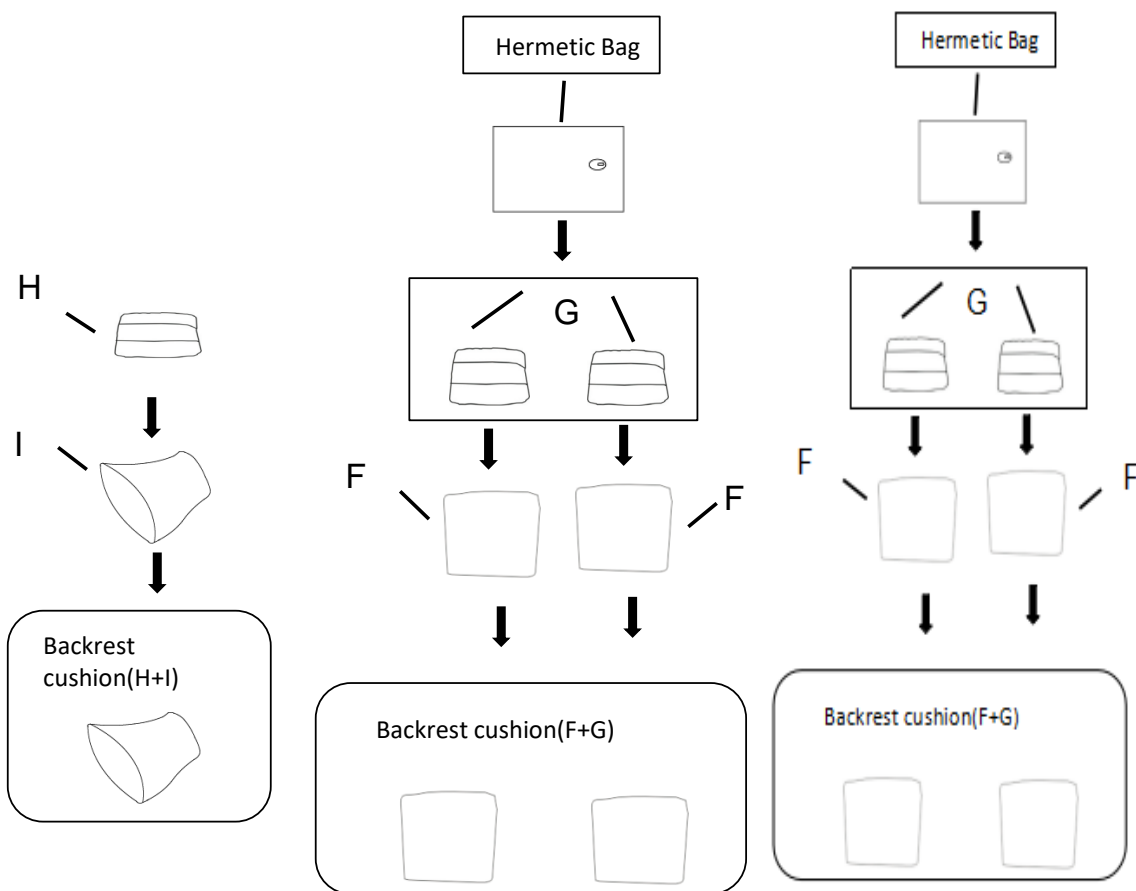 Hermetic Bag
Hermetic Bag
H
G
G
I
F
F
F
F
Backrest
cushion(H+I)
Backrest cushion(F+G)
Backrest cushion(F+G)